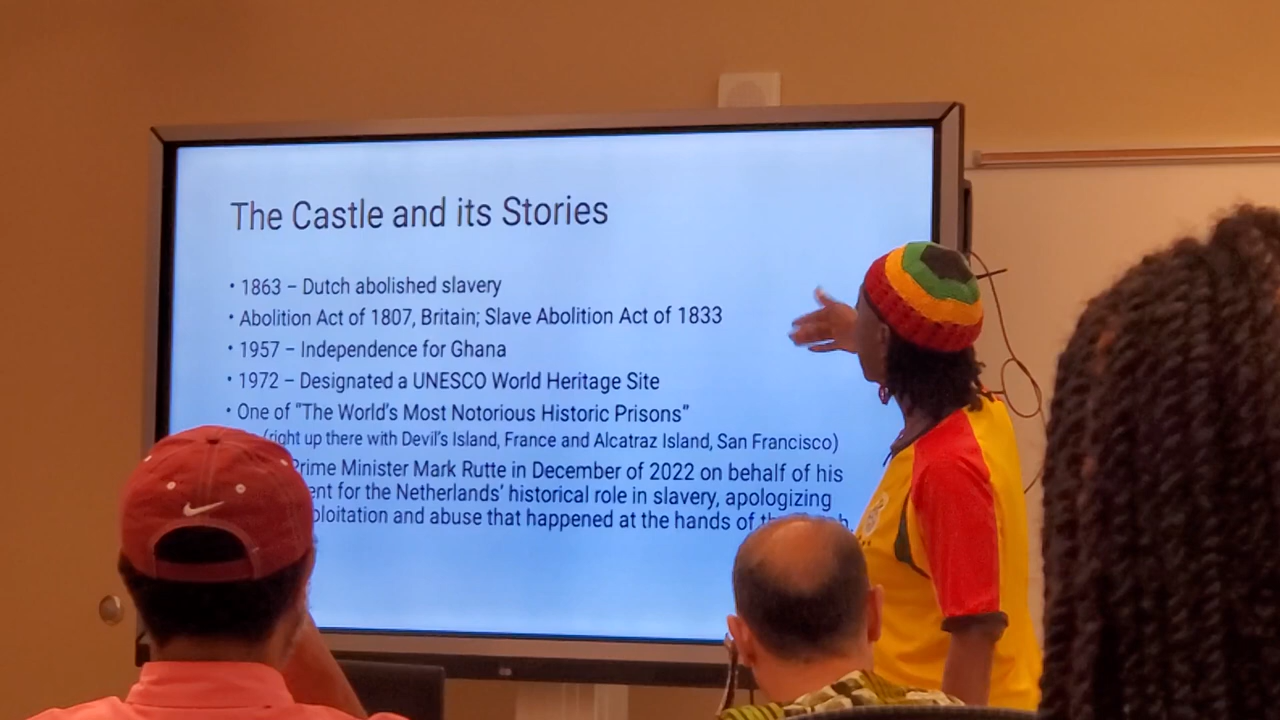 The Castle and its Stories
• 1863 – Dutch abolished slavery
• Abolition Act of 1807, Britain; Slave Abolition Act of 1833
• 1957 – Independence for Ghana
• 1972 – Designated a UNESCO World Heritage Site
• One of “The World’s Most Notorious Historic Prisons”
(right up there with Devil’s Island, France and Alcatraz Island, San Francisco)
Prime Minister Mark Rutte in December of 2022 on behalf of his
for the Netherlands’ historical role in slavery, apologizing
and abuse that happened at the hands of